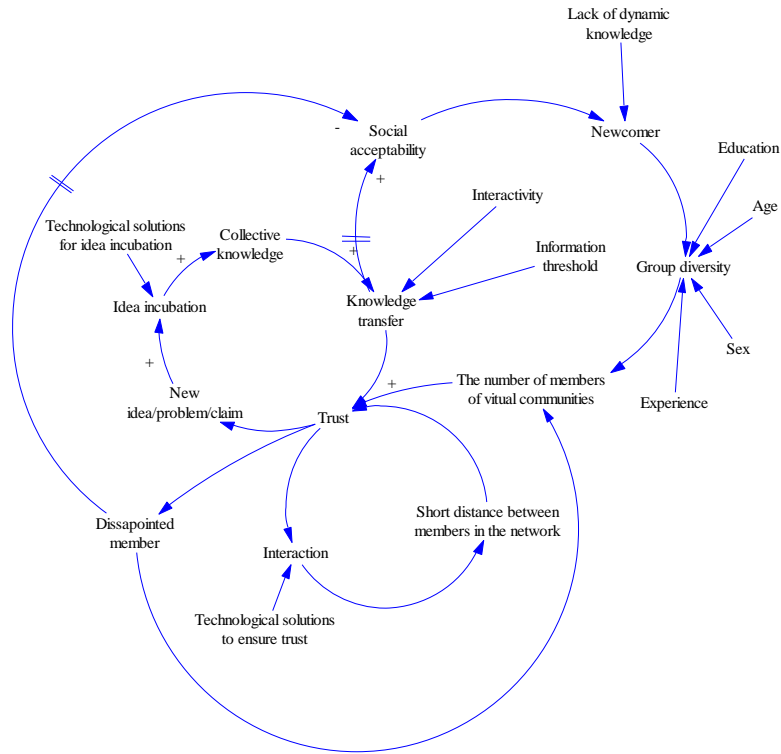 Lack of dynamic
knowledge
-
Social
acceptability
Newcomer
+
Education
Age
Interactivity
Technological solutions
for idea incubation
Collective
knowledge
+
+
Information
threshold
Group diversity
Idea incubation
Knowledge
transfer
Sex
+
New
idea/problem/claim
+
The number of members
of vitual communities
Experience
Trust
Dissapointed
member
Short distance between
members in the network
Interaction
Technological solutions
to ensure trust